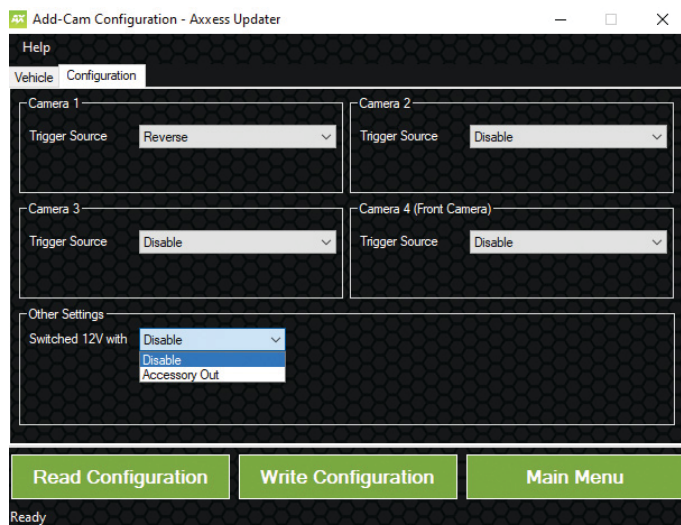 AX Add-Cam Configuration - Axxess Updater
Help
Vehicle Configuration
Camera 1
Trigger Source Reverse
Camera 2
Trigger Source Disable
Camera 3
Trigger Source Disable
Camera 4 (Front Camera)
Trigger Source Disable
Other Settings
Switched 12V with Disable
Disable
Accessory Out
Read Configuration Write Configuration Main Menu
Ready